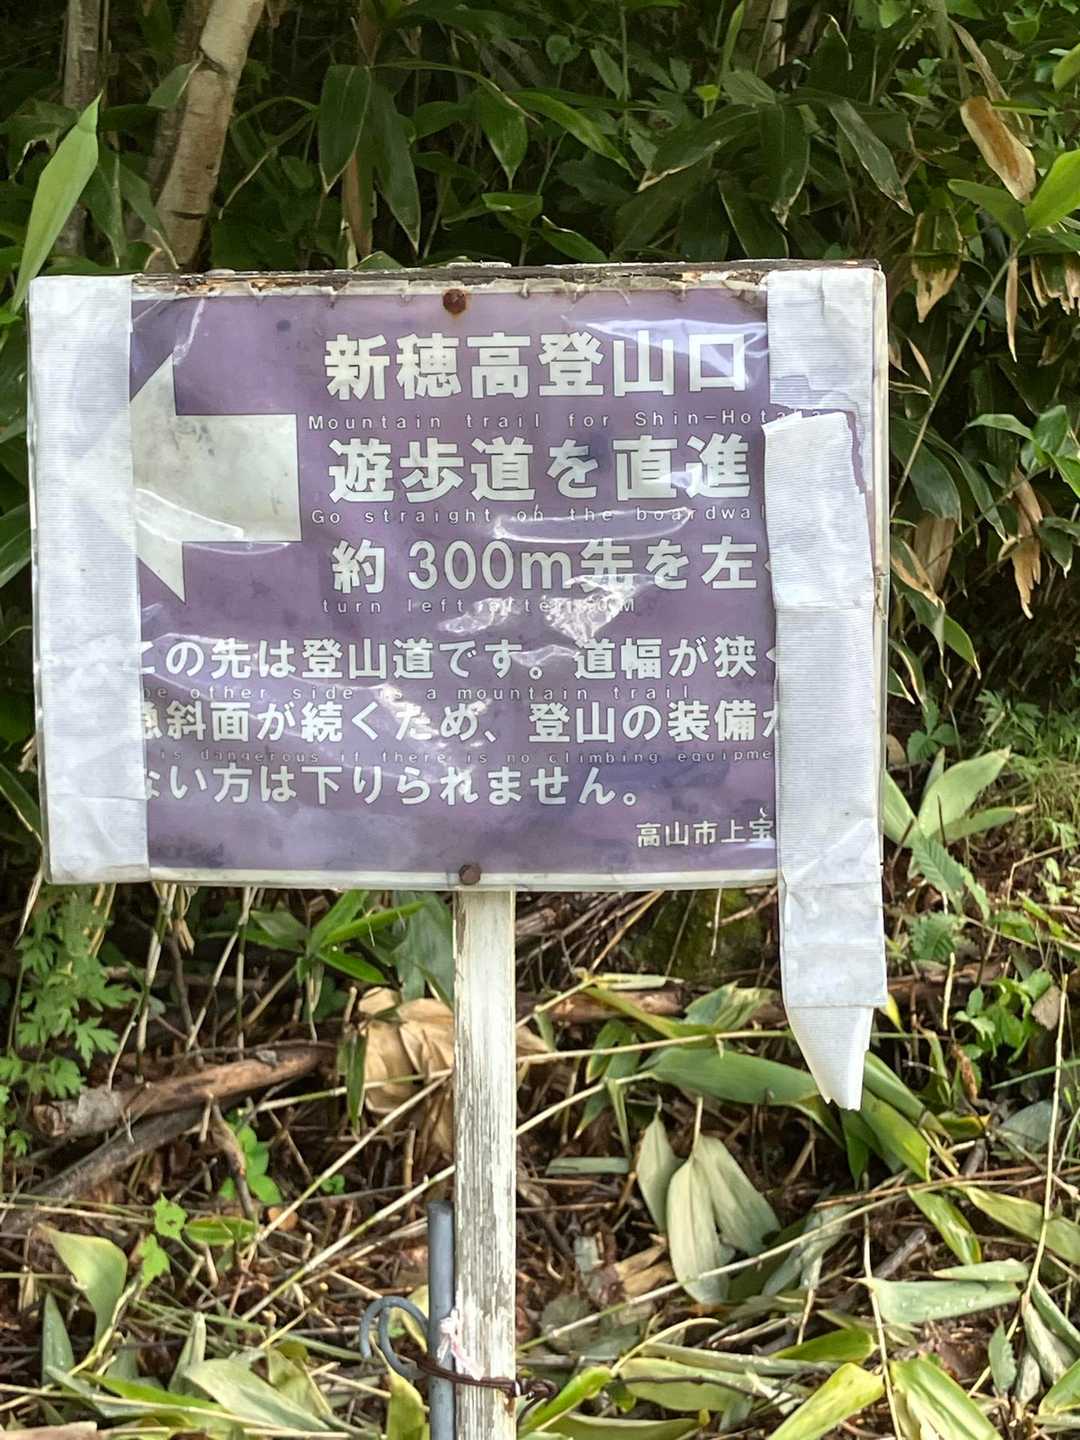 新穂高登山口
Mountain trail for Shin-Hotaka
遊歩道を直進
Go straight on the boardwal
約300m先を左へ
turn left after 300M
この先は登山道です。道幅が狭く
he other side is a mountain trail
急斜面が続くため、登山の装備が
is dangerous if there is no climbing equipme
ない方は下りられません。
高山市上宝